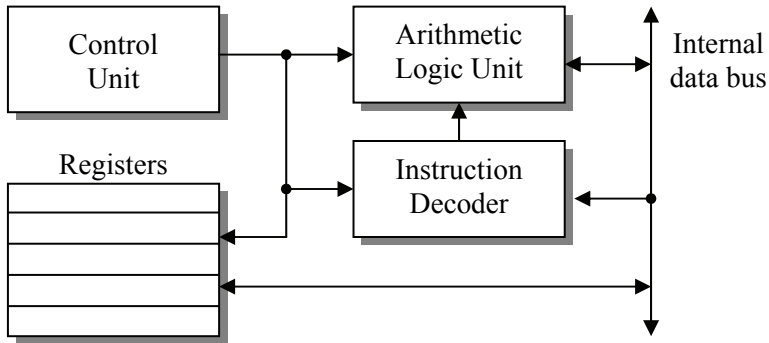 Control
Unit
Arithmetic
Logic Unit
Internal
data bus
Registers
Instruction
Decoder